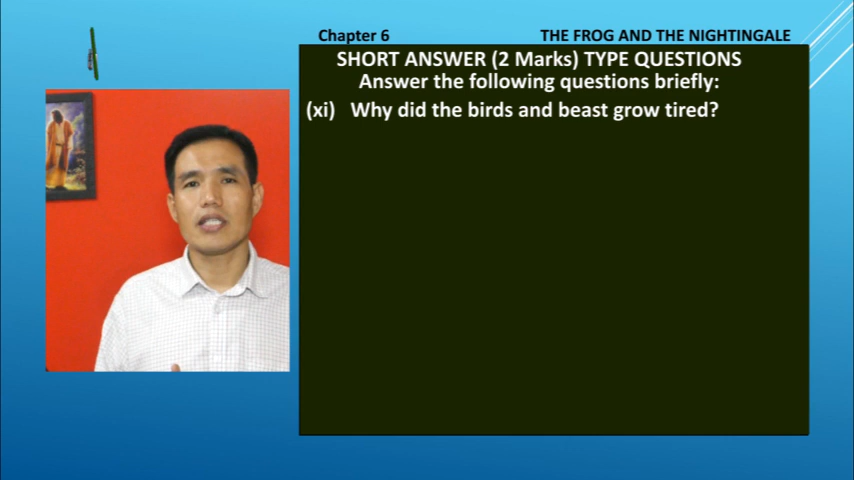 Chapter 6 THE FROG AND THE NIGHTINGALE
SHORT ANSWER (2 Marks) TYPE QUESTIONS
Answer the following questions briefly:
(xi) Why did the birds and beast grow tired?